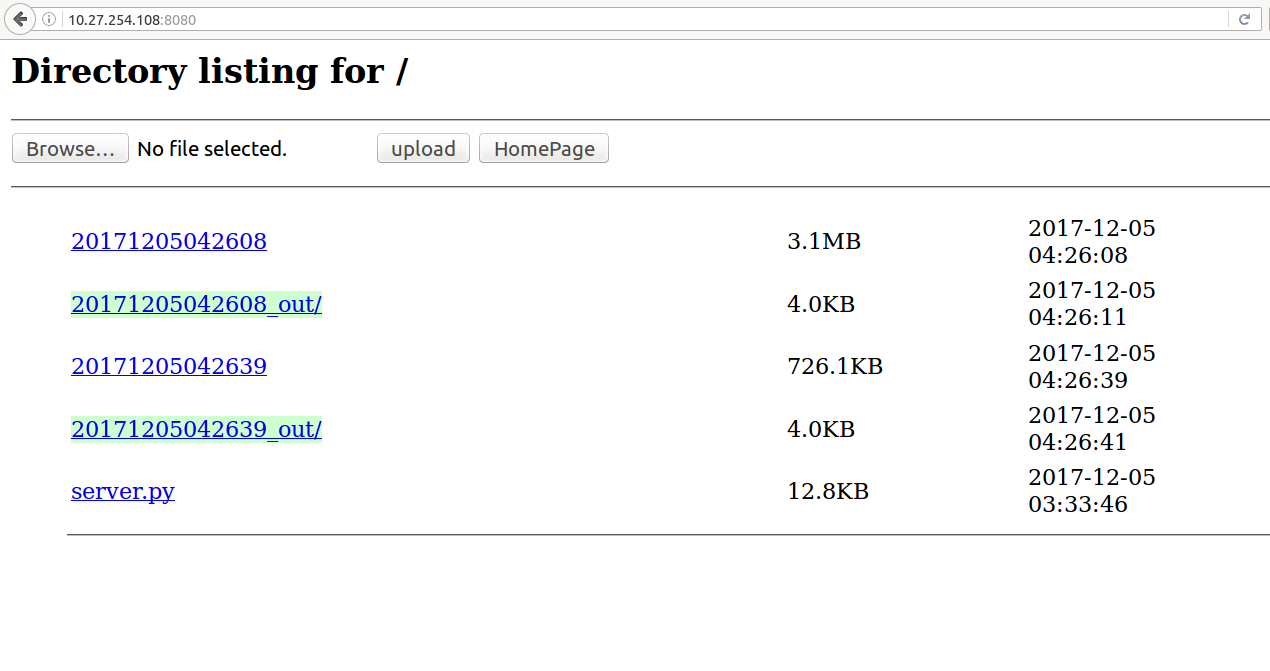 10.27.254.108:8080
Directory listing for /
Browse... No file selected. upload HomePage
20171205042608 3.1MB 2017-12-05
04:26:08
20171205042608_out/ 4.0KB 2017-12-05
04:26:11
20171205042639 726.1KB 2017-12-05
04:26:39
20171205042639_out/ 4.0KB 2017-12-05
04:26:41
server.py 12.8KB 2017-12-05
03:33:46